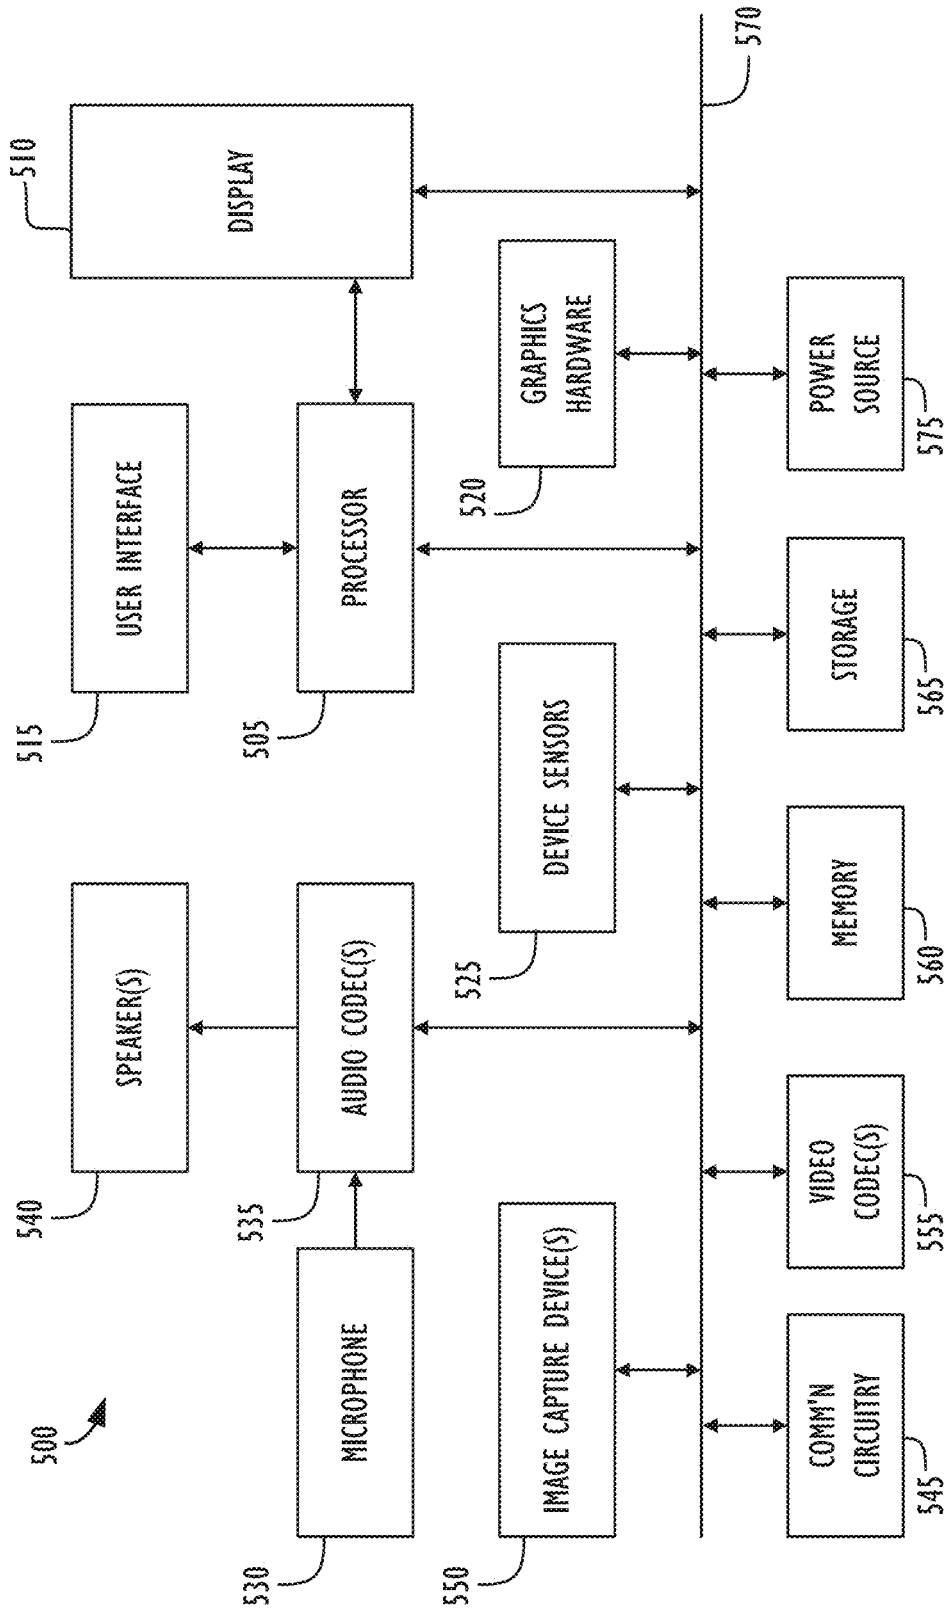 500
540
SPEAKER(S)
515
USER INTERFACE
510
DISPLAY
530
MICROPHONE
535
AUDIO CODEC(S)
505
PROCESSOR
550
IMAGE CAPTURE DEVICE(S)
525
DEVICE SENSORS
520
GRAPHICS
HARDWARE
570
COMM'N
CIRCUITRY
545
VIDEO
CODEC(S)
555
MEMORY
560
STORAGE
565
POWER
SOURCE
575